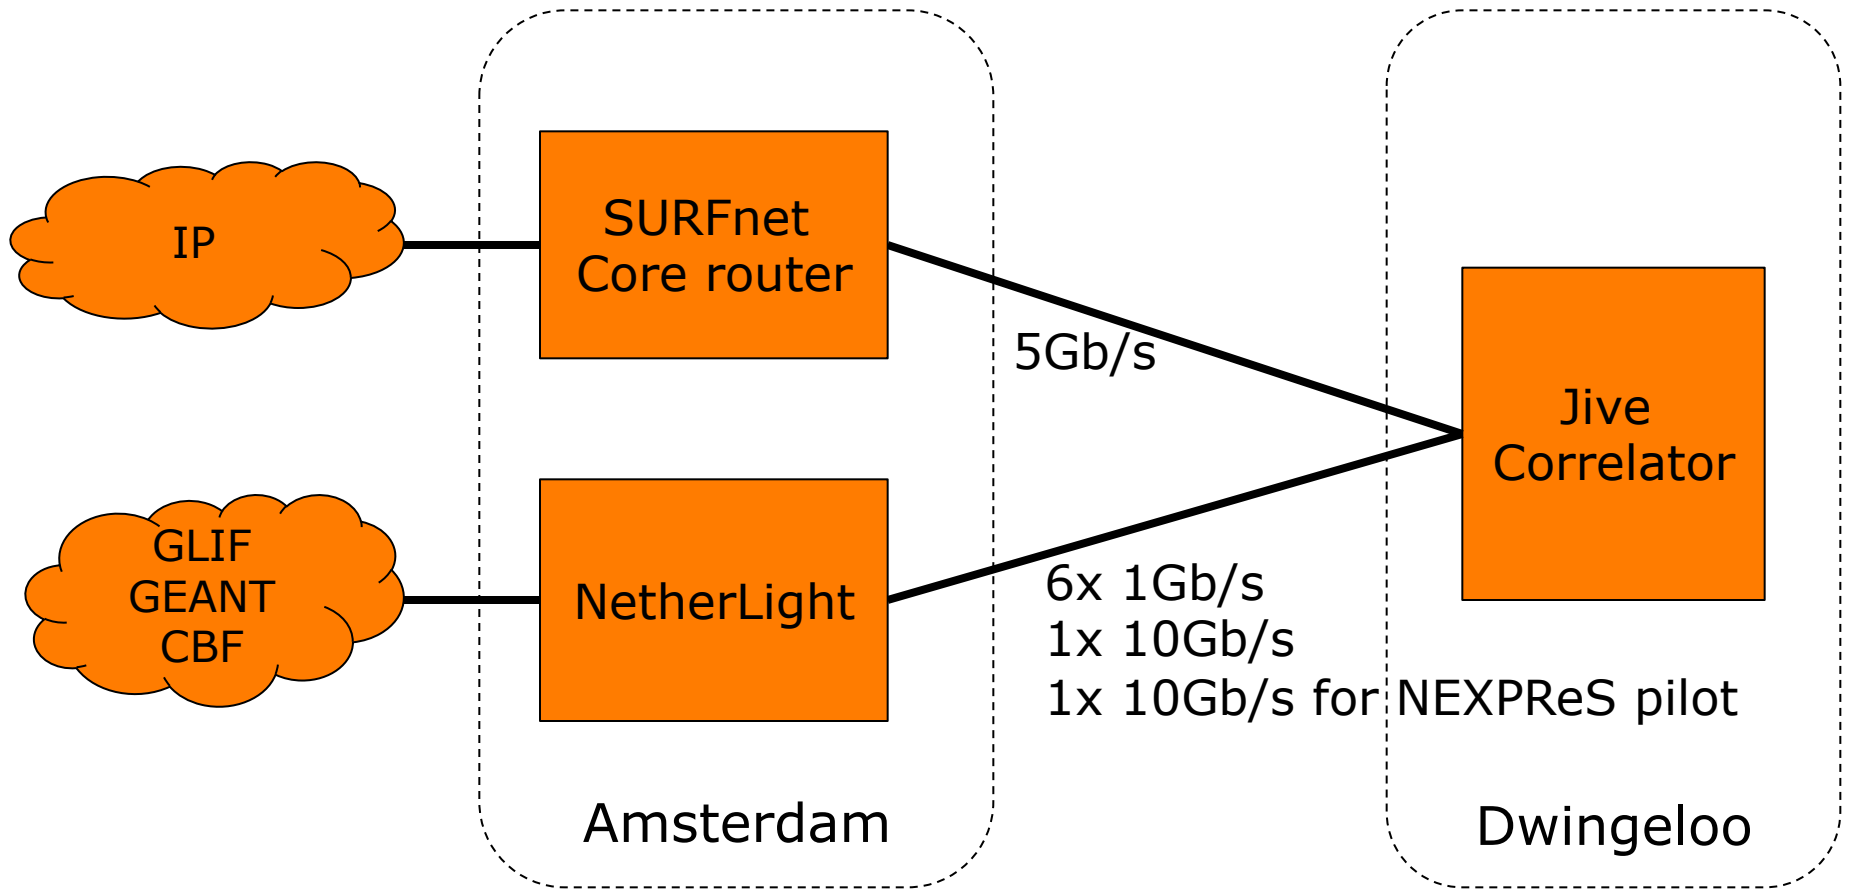 IP
SURFnet
Core router
5Gb/s
Jive
Correlator
GLIF
GEANT
CBF
NetherLight
6x 1Gb/s
1x 10Gb/s
1x 10Gb/s for NEXPReS pilot
Amsterdam
Dwingeloo